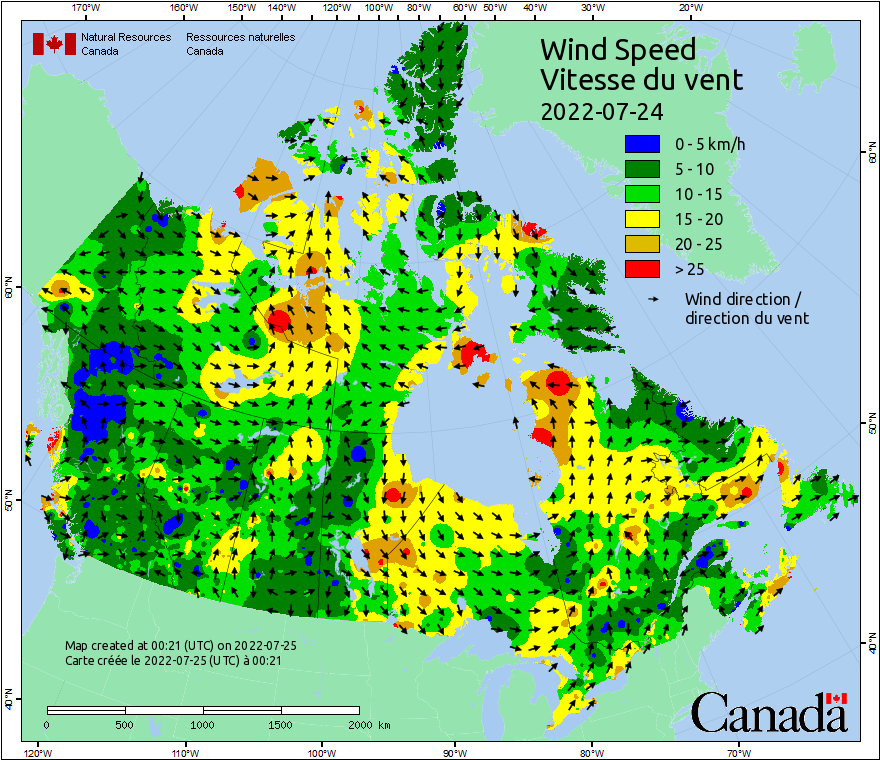 170°W 160°W 150°W 140°W 120°W 100°W 80°W 60°W 50°W 40°W 30°W 20°W
Natural Resources Ressources naturelles
Canada Canada
Wind Speed
Vitesse du vent
2022-07-24
0 - 5 km/h
5 - 10
10 - 15
15 - 20
20 - 25
> 25
Wind direction /
direction du vent
60°N 60°N
50°N
50°N
40°N
40°N
Map created at 00:21 (UTC) on 2022-07-25
Carte créée le 2022-07-25 (UTC) à 00:21
0 500 1000 1500 2000 km
Canada
120°W 110°W 100°W 90°W 80°W 70°W